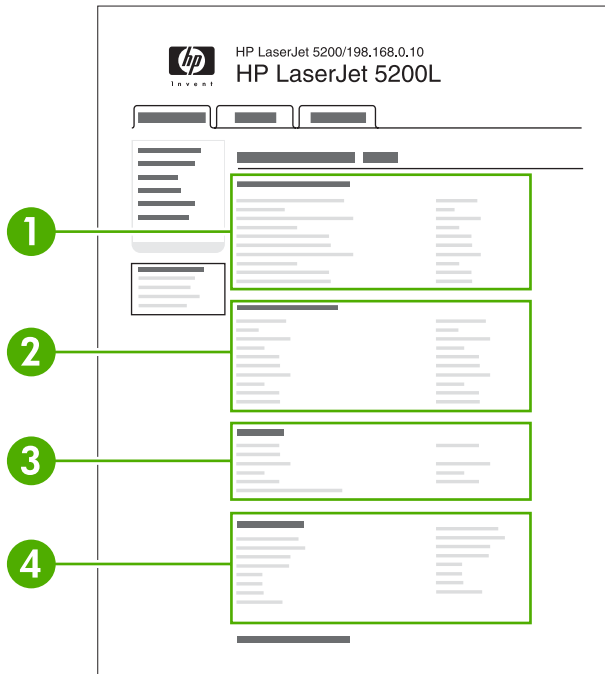 hp
invent
HP LaserJet 5200/198.168.0.10
HP LaserJet 5200L
1
2
3
4